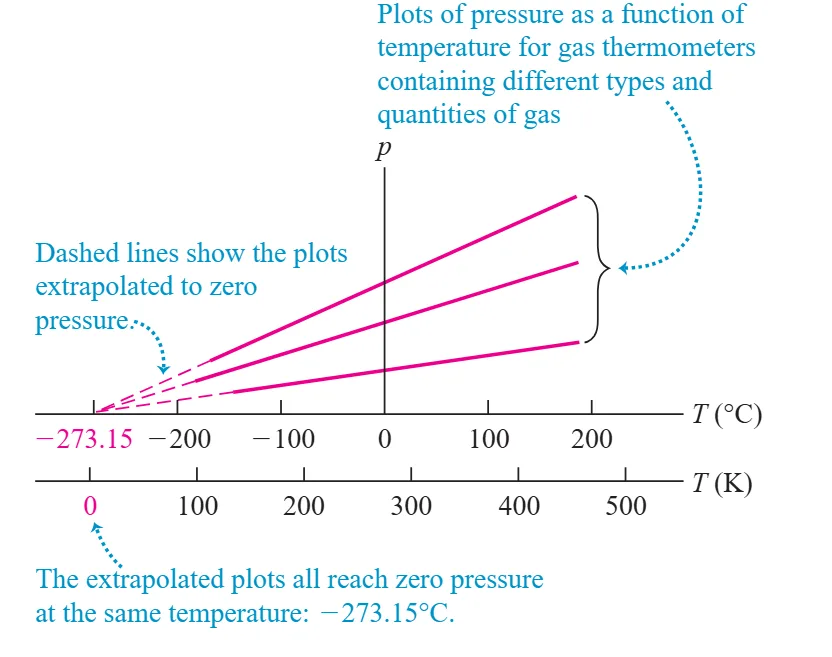 Plots of pressure as a function of
temperature for gas thermometers
containing different types and
quantities of gas
p
Dashed lines show the plots
extrapolated to zero
pressure.
T (°C)
−273.15 −200 −100 0 100 200
T (K)
0 100 200 300 400 500
The extrapolated plots all reach zero pressure
at the same temperature: −273.15°C.